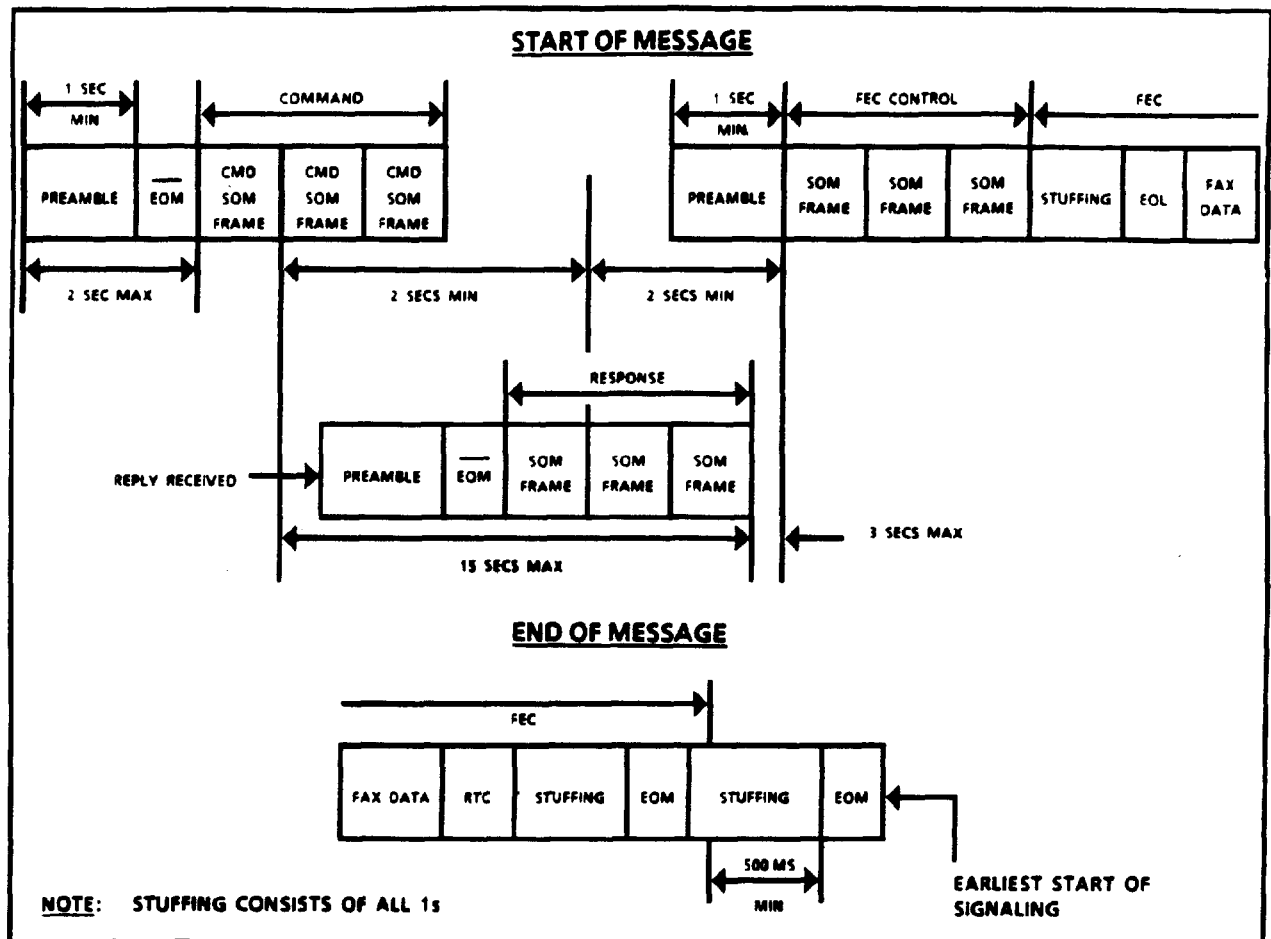 START OF MESSAGE
1 SEC
MIN
COMMAND
1 SEC
MIN.
FEC CONTROL
FEC
PREAMBLE
EOM
CMD
SOM
FRAME
CMD
SOM
FRAME
CMD
SOM
FRAME
PREAMBLE
SOM
FRAME
SOM
FRAME
SOM
FRAME
STUFFING
EOL
FAX
DATA
2 SEC MAX
2 SECS MIN
2 SECS MIN
RESPONSE
REPLY RECEIVED
PREAMBLE
EOM
SOM
FRAME
SOM
FRAME
SOM
FRAME
3 SECS MAX
15 SECS MAX
END OF MESSAGE
FEC
FAX DATA
RTC
STUFFING
EOM
STUFFING
EOM
500 MS
MIN
EARLIEST START OF
SIGNALING
NOTE: STUFFING CONSISTS OF ALL 1s